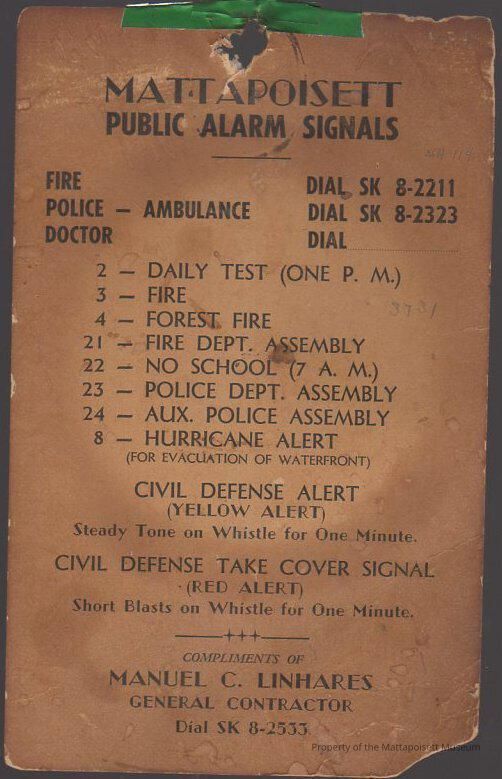 MATTAPOISETT
PUBLIC ALARM SIGNALS
FIRE DIAL SK 8-2211
POLICE — AMBULANCE DIAL SK 8-2323
DOCTOR DIAL
2 — DAILY TEST (ONE P. M.)
3 — FIRE
3731
4 — FOREST FIRE
21 — FIRE DEPT. ASSEMBLY
22 — NO SCHOOL (7 A. M.)
23 — POLICE DEPT. ASSEMBLY
24 — AUX. POLICE ASSEMBLY
8 — HURRICANE ALERT
(FOR EVACUATION OF WATERFRONT)
CIVIL DEFENSE ALERT
(YELLOW ALERT)
Steady Tone on Whistle for One Minute.
CIVIL DEFENSE TAKE COVER SIGNAL
(RED ALERT)
Short Blasts on Whistle for One Minute.
COMPLIMENTS OF
MANUEL C. LINHARES
GENERAL CONTRACTOR
Dial SK 8-2533
Property of the Mattapoisett Museum